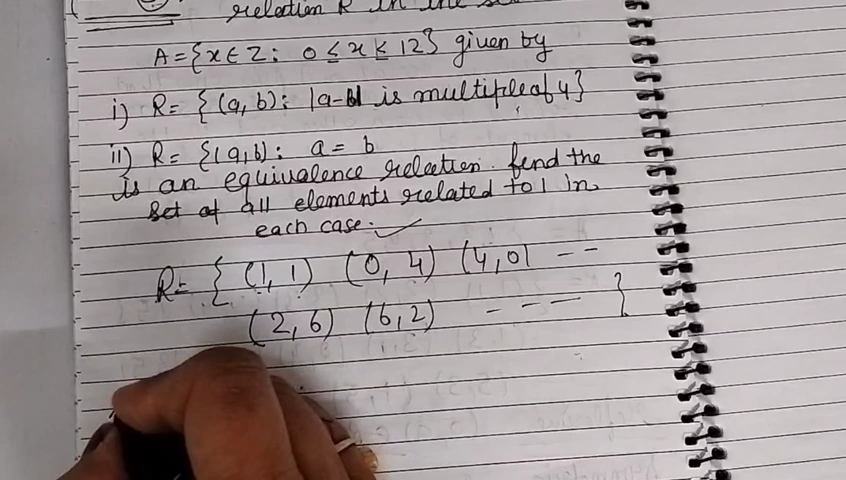 relation R in the
A = {x ∈ Z : 0 ≤ x ≤ 12} given by
i) R = {(a, b) : |a-b| is multiple of 4}
ii) R = {(a, b) : a = b
is an equivalence relation. find the
set of all elements related to 1 in
each case.
R = { (1, 1) (0, 4) (4, 0) --
(2, 6) (6, 2) - --- }